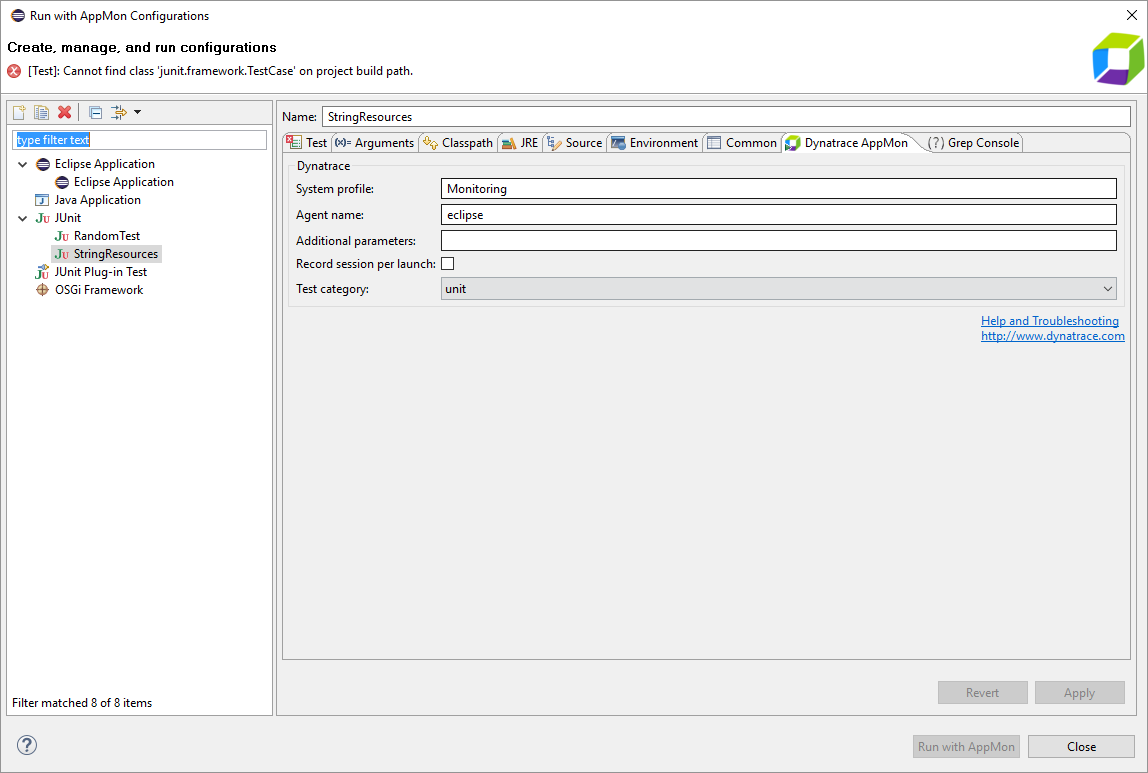 Run with AppMon Configurations
Create, manage, and run configurations
[Test]: Cannot find class 'junit.framework.TestCase' on project build path.
type filter text
Eclipse Application
Eclipse Application
Java Application
JUnit
RandomTest
StringResources
JUnit Plug-in Test
OSGi Framework
Filter matched 8 of 8 items
Name: StringResources
Test (x)= Arguments Classpath JRE Source Environment Common Dynatrace AppMon (?) Grep Console
Dynatrace
System profile: Monitoring
Agent name: eclipse
Additional parameters:
Record session per launch:
Test category: unit
Help and Troubleshooting
http://www.dynatrace.com
Revert Apply
? Run with AppMon Close